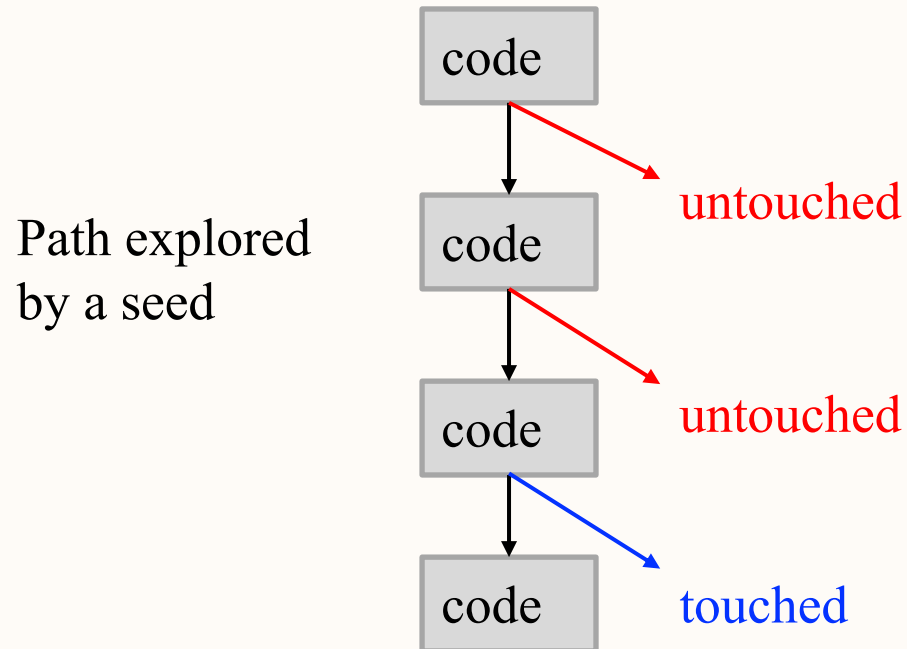 code
untouched
Path explored
by a seed
code
untouched
code
code
touched